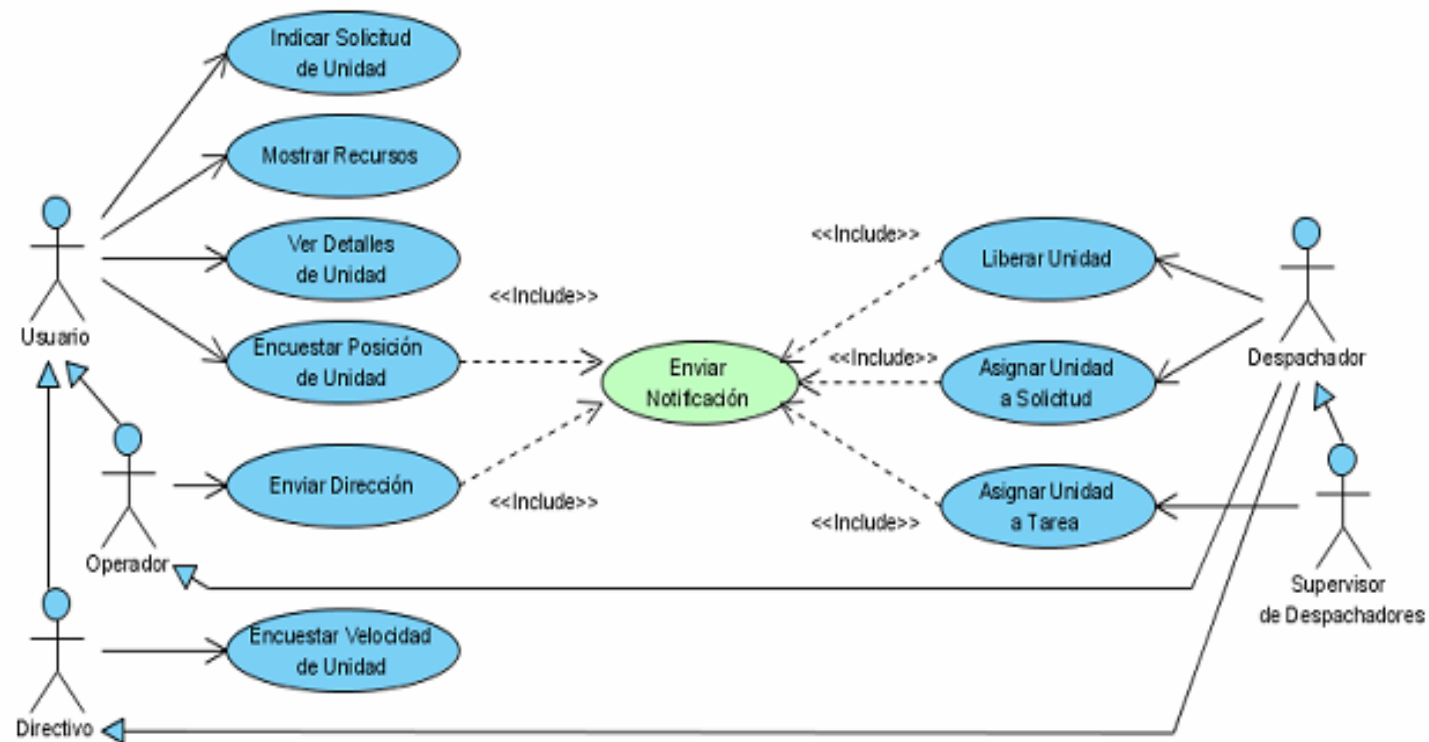 Indicar Solicitud
de Unidad
Mostrar Recursos
Ver Detalles
de Unidad
<<Include>>
Liberar Unidad
<<Include>>
Usuario
Encuestar Posición
de Unidad
Enviar
Notificación
<<Include>>
Asignar Unidad
a Solicitud
Despachador
Enviar Dirección
<<Include>>
Asignar Unidad
a Tarea
<<Include>>
Operador
Supervisor
de Despachadores
Encuestar Velocidad
de Unidad
Directivo